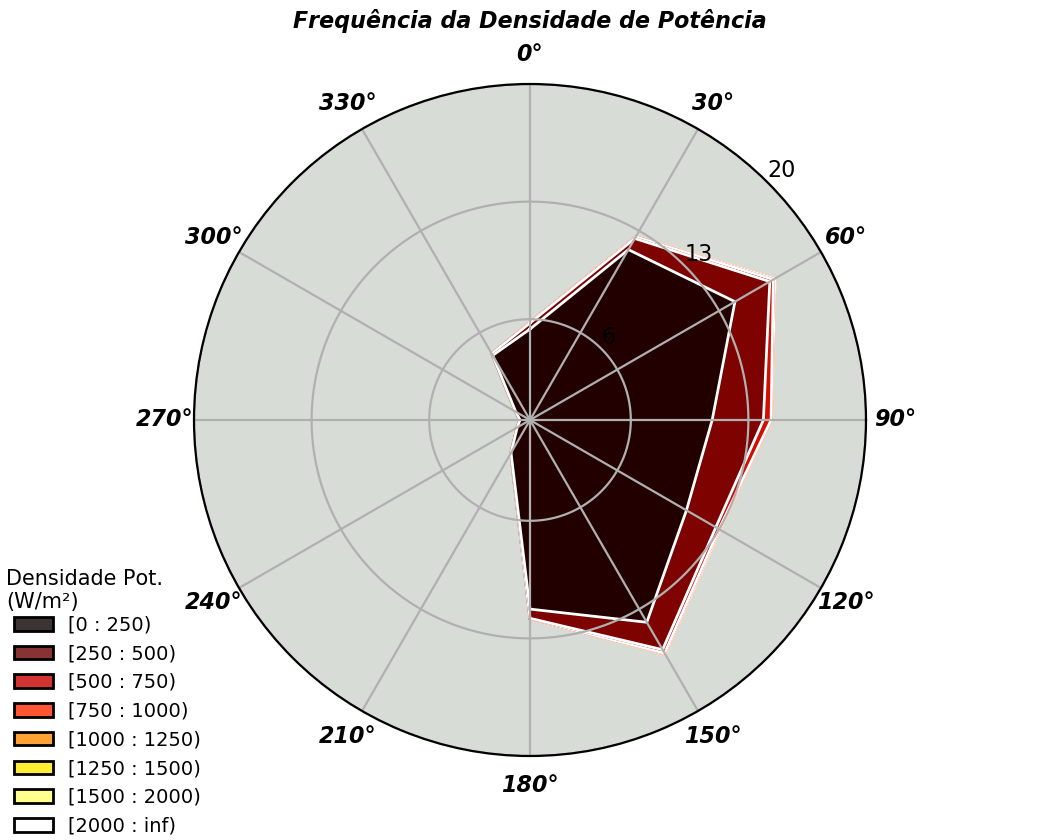 Frequência da Densidade de Potência
0°
330°
30°
20
300°
60°
13
6
270°
90°
240°
120°
210°
150°
180°
Densidade Pot.
(W/m²)
[0 : 250)
[250 : 500)
[500 : 750)
[750 : 1000)
[1000 : 1250)
[1250 : 1500)
[1500 : 2000)
[2000 : inf)